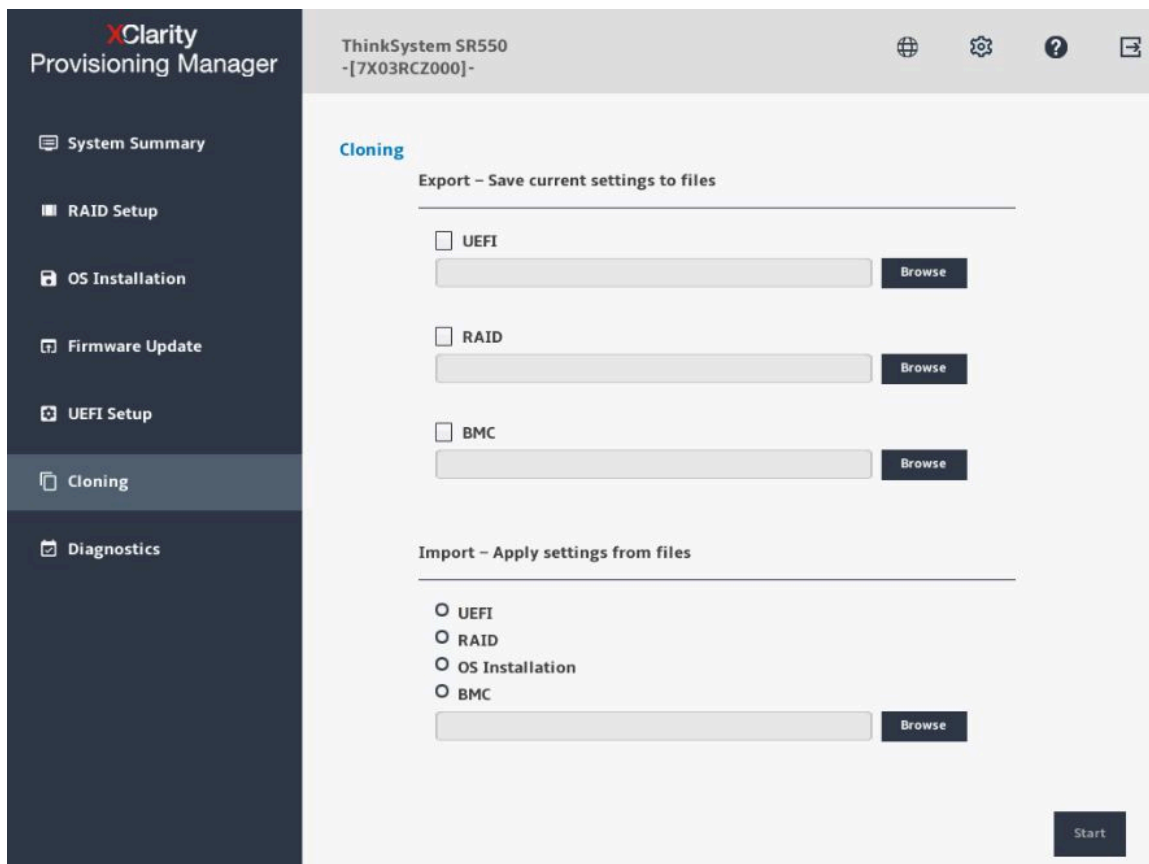 XClarity
Provisioning Manager
ThinkSystem SR550
-[7X03RCZ000]-
System Summary
RAID Setup
OS Installation
Firmware Update
UEFI Setup
Cloning
Diagnostics
Cloning
Export – Save current settings to files
UEFI
Browse
RAID
Browse
BMC
Browse
Import – Apply settings from files
UEFI
RAID
OS Installation
BMC
Browse
Start